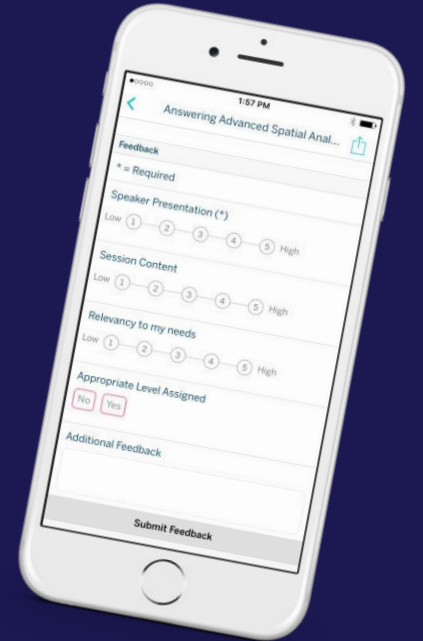 1:57 PM
Answering Advanced Spatial Anal...
Feedback
* = Required
Speaker Presentation (*)
Low 1 2 3 4 5 High
Session Content
Low 1 2 3 4 5 High
Relevancy to my needs
Low 1 2 3 4 5 High
Appropriate Level Assigned
No Yes
Additional Feedback
Submit Feedback